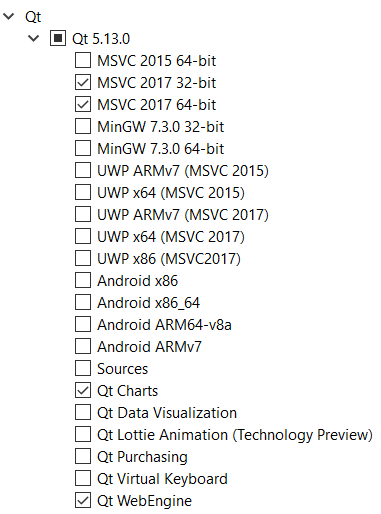 Qt
Qt 5.13.0
MSVC 2015 64-bit
MSVC 2017 32-bit
MSVC 2017 64-bit
MinGW 7.3.0 32-bit
MinGW 7.3.0 64-bit
UWP ARMv7 (MSVC 2015)
UWP x64 (MSVC 2015)
UWP ARMv7 (MSVC 2017)
UWP x64 (MSVC 2017)
UWP x86 (MSVC2017)
Android x86
Android x86_64
Android ARM64-v8a
Android ARMv7
Sources
Qt Charts
Qt Data Visualization
Qt Lottie Animation (Technology Preview)
Qt Purchasing
Qt Virtual Keyboard
Qt WebEngine